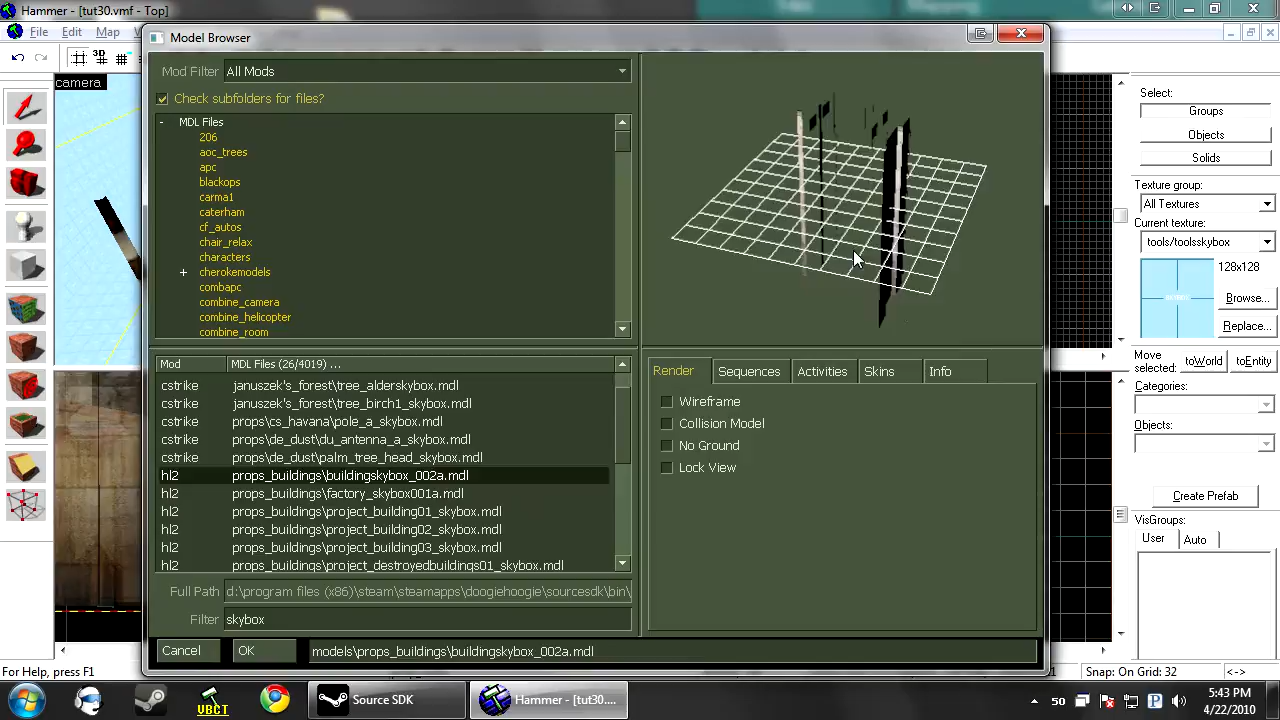 Hammer - [tut30.vmf - Top]
File Edit Map
camera
Model Browser
Mod Filter All Mods
Check subfolders for files?
- MDL Files
206
aoc_trees
apc
blackops
carma1
caterham
cf_autos
chair_relax
characters
+ cherokemodels
combapc
combine_camera
combine_helicopter
combine_room
Mod MDL Files (26/4019) ...
cstrike januszek's_forest\tree_aldr_skybox.mdl
cstrike januszek's_forest\tree_birch1_skybox.mdl
cstrike props\cs_havana\pole_a_skybox.mdl
cstrike props\de_dust\du_antenna_a_skybox.mdl
cstrike props\de_dust\palm_tree_head_skybox.mdl
hl2 props_buildings\buildingskybox_002a.mdl
hl2 props_buildings\factory_skybox001a.mdl
hl2 props_buildings\project_building01_skybox.mdl
hl2 props_buildings\project_building02_skybox.mdl
hl2 props_buildings\project_building03_skybox.mdl
hl2 props_buildings\project_destroyedbuildings01_skybox.mdl
Full Path d:\program files (x86)\steam\steamapps\doogiehoogie\sourcesdk\bin\
Filter skybox
Cancel OK models\props_buildings\buildingskybox_002a.mdl
Render Sequences Activities Skins Info
Wireframe
Collision Model
No Ground
Lock View
Select:
Groups
Objects
Solids
Texture group:
All Textures
Current texture:
tools/toolsskybox
128x128
SKYBOX
Browse...
Replace...
Move
selected:
toWorld toEntity
Categories:
Objects:
Create Prefab
VisGroups:
User Auto
For Help, press F1
Snap: On Grid: 32 <->
VBCT
Source SDK
Hammer - [tut30....
50
P
5:43 PM
4/22/2010